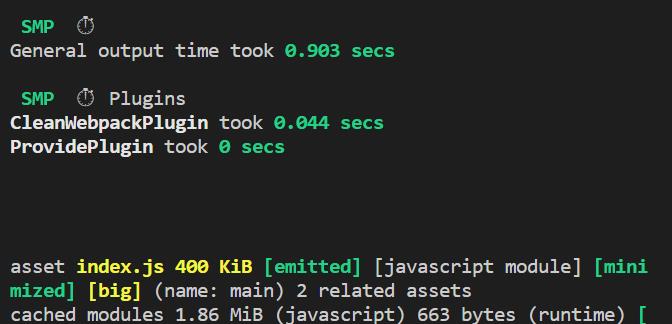 SMP ⏱
General output time took 0.903 secs
SMP ⏱ Plugins
CleanWebpackPlugin took 0.044 secs
ProvidePlugin took 0 secs
asset index.js 400 KiB [emitted] [javascript module] [mini
mized] [big] (name: main) 2 related assets
cached modules 1.86 MiB (javascript) 663 bytes (runtime) [